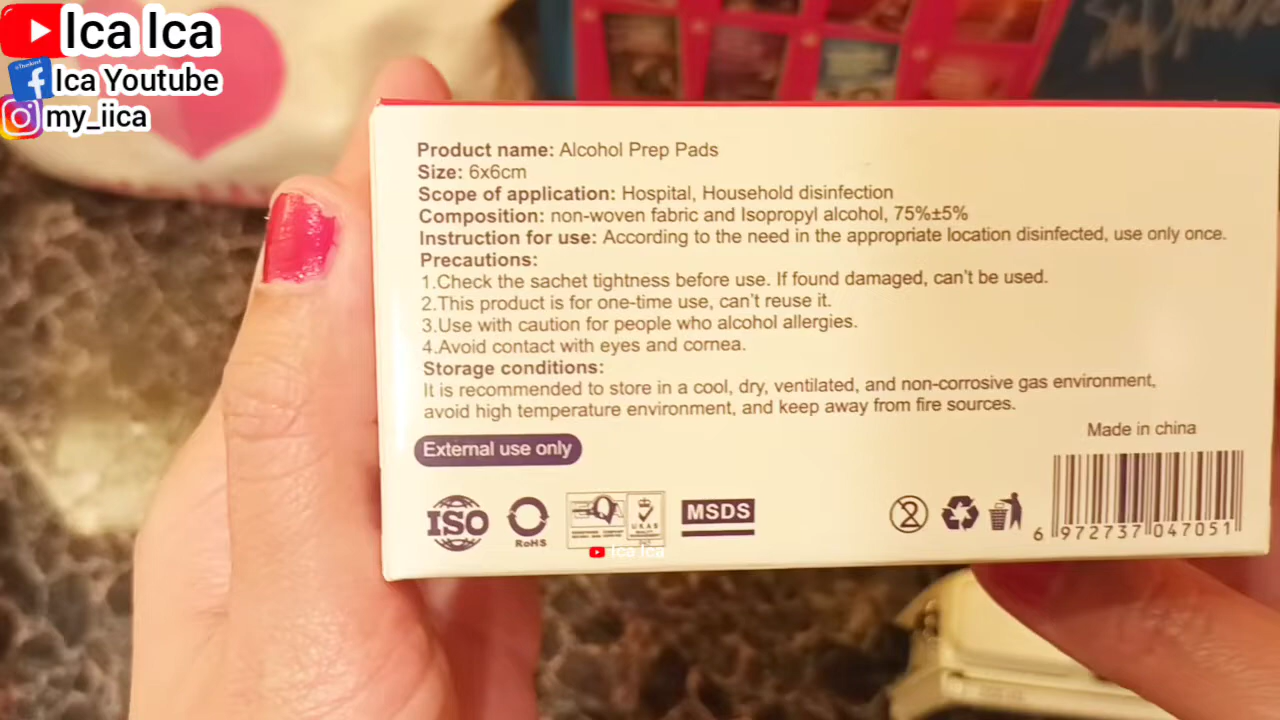 Ica Ica
Ica Youtube
my_iica
Product name: Alcohol Prep Pads
Size: 6x6cm
Scope of application: Hospital, Household disinfection
Composition: non-woven fabric and Isopropyl alcohol, 75%±5%
Instruction for use: According to the need in the appropriate location disinfected, use only once.
Precautions:
1.Check the sachet tightness before use. If found damaged, can't be used.
2.This product is for one-time use, can't reuse it.
3.Use with caution for people who alcohol allergies.
4.Avoid contact with eyes and cornea.
Storage conditions:
It is recommended to store in a cool, dry, ventilated, and non-corrosive gas environment,
avoid high temperature environment, and keep away from fire sources.
Made in china
External use only
ISO
RoHS
UKAS
MSDS
Ica Ica
6 972737 047051